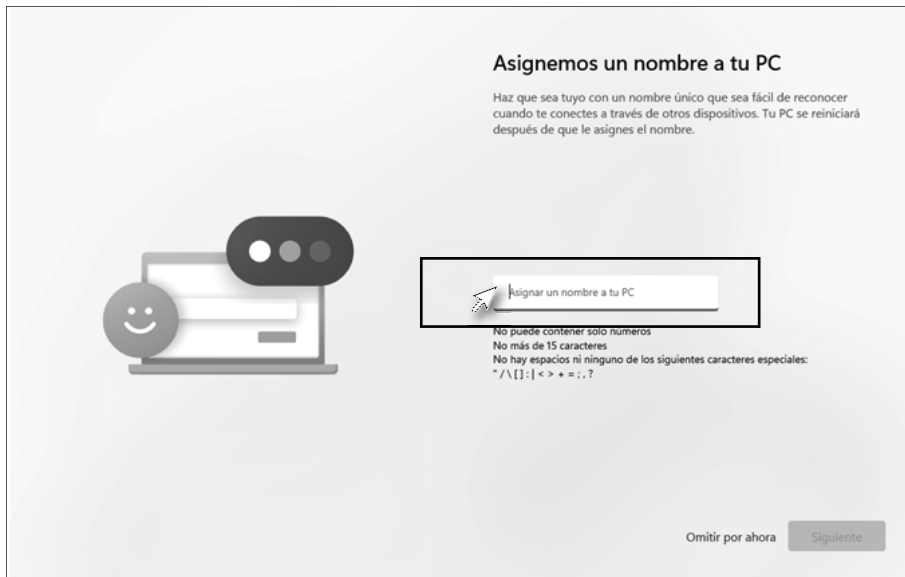 Asignemos un nombre a tu PC
Haz que sea tuyo con un nombre único que sea fácil de reconocer
cuando te conectes a través de otros dispositivos. Tu PC se reiniciará
después de que le asignes el nombre.
Asignar un nombre a tu PC
No puede contener solo números
No más de 15 caracteres
No hay espacios ni ninguno de los siguientes caracteres especiales:
" / \ [ ] : | < > + = ; , ?
Omitir por ahora
Siguiente